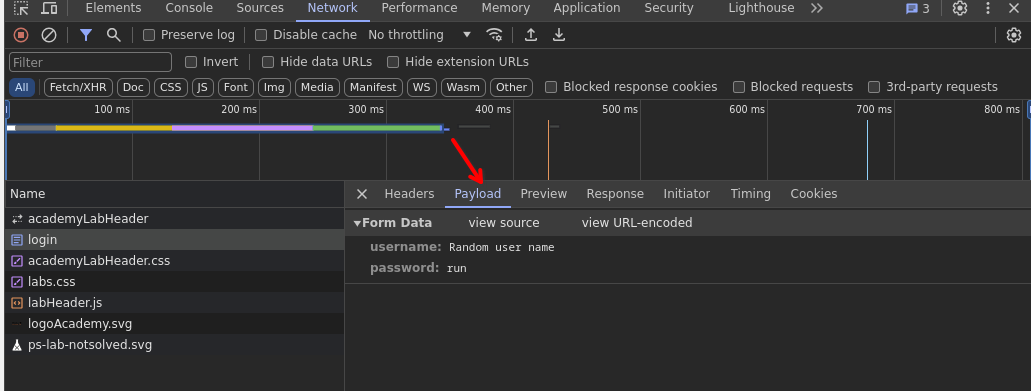 Elements Console Sources Network Performance Memory Application Security Lighthouse 3
Preserve log Disable cache No throttling
Filter Invert Hide data URLs Hide extension URLs
All Fetch/XHR Doc CSS JS Font Img Media Manifest WS Wasm Other Blocked response cookies Blocked requests 3rd-party requests
100 ms 200 ms 300 ms 400 ms 500 ms 600 ms 700 ms 800 ms
Name Headers Payload Preview Response Initiator Timing Cookies
academyLabHeader
login
academyLabHeader.css
labs.css
labHeader.js
logoAcademy.svg
ps-lab-notsolved.svg
Form Data view source view URL-encoded
username: Random user name
password: run